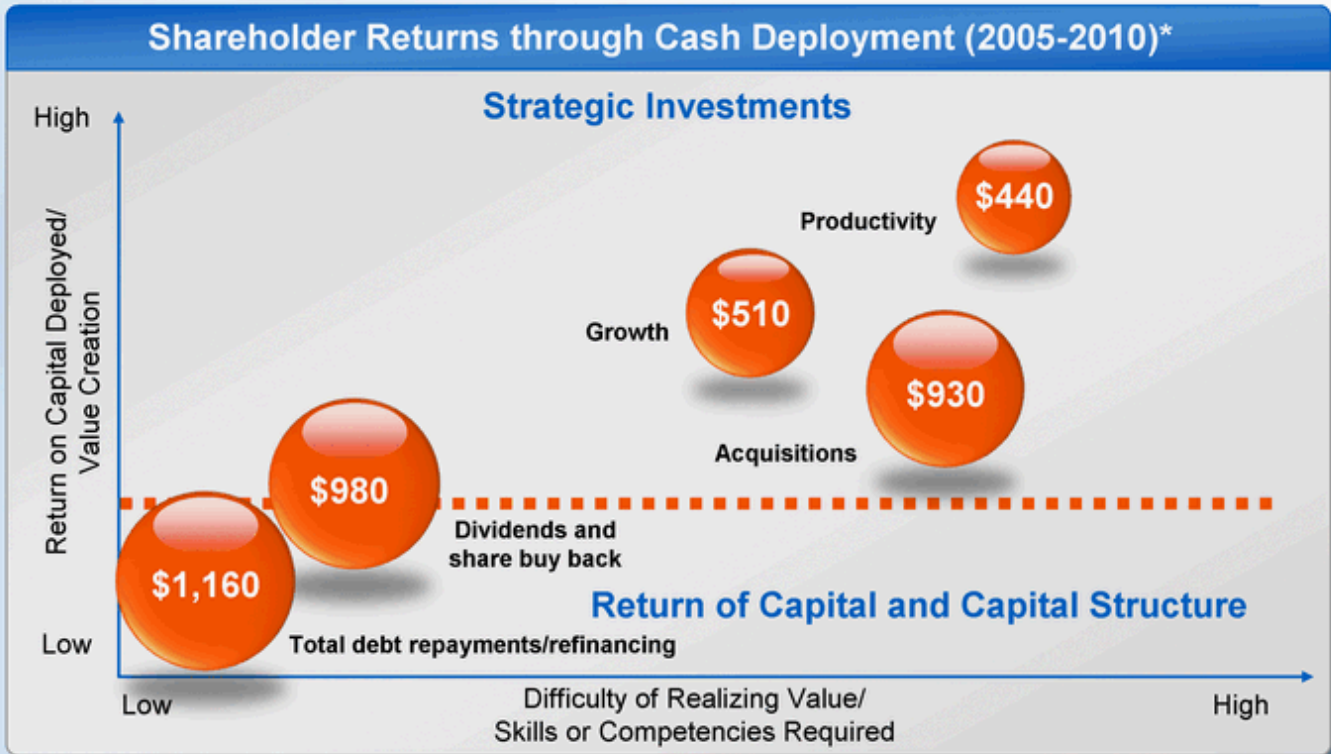 Shareholder Returns through Cash Deployment (2005-2010)*
High
Strategic Investments
$440
Productivity
$510
Growth
$930
Acquisitions
Return on Capital Deployed/
Value Creation
$980
Dividends and
share buy back
$1,160
Return of Capital and Capital Structure
Low
Total debt repayments/refinancing
Low
Difficulty of Realizing Value/
Skills or Competencies Required
High